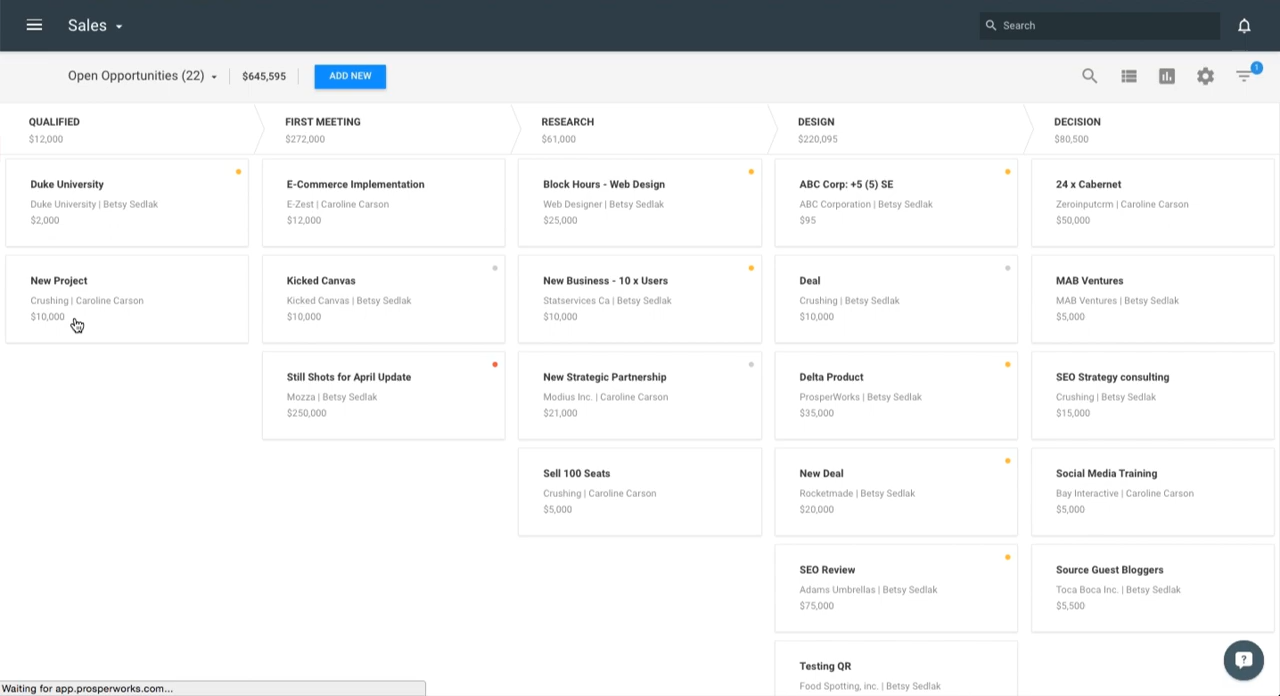 Sales
Search
Open Opportunities (22)
$645,595
ADD NEW
1
QUALIFIED
$12,000
FIRST MEETING
$272,000
RESEARCH
$61,000
DESIGN
$220,095
DECISION
$80,500
Duke University
Duke University | Betsy Sedlak
$2,000
New Project
Crushing | Caroline Carson
$10,000
E-Commerce Implementation
E-Zest | Caroline Carson
$12,000
Kicked Canvas
Kicked Canvas | Betsy Sedlak
$10,000
Still Shots for April Update
Mozza | Betsy Sedlak
$250,000
Block Hours - Web Design
Web Designer | Betsy Sedlak
$25,000
New Business - 10 x Users
Statservices Ca | Betsy Sedlak
$10,000
New Strategic Partnership
Modius Inc. | Caroline Carson
$21,000
Sell 100 Seats
Crushing | Caroline Carson
$5,000
ABC Corp: +5 (5) SE
ABC Corporation | Betsy Sedlak
$95
Deal
Crushing | Betsy Sedlak
$10,000
Delta Product
ProsperWorks | Betsy Sedlak
$35,000
New Deal
Rocketmade | Betsy Sedlak
$20,000
SEO Review
Adams Umbrellas | Betsy Sedlak
$75,000
Testing QR
Food Spotting, inc. | Betsy Sedlak
24 x Cabernet
Zeroinputcrm | Caroline Carson
$50,000
MAB Ventures
MAB Ventures | Betsy Sedlak
$5,000
SEO Strategy consulting
Crushing | Betsy Sedlak
$15,000
Social Media Training
Bay Interactive | Caroline Carson
$5,000
Source Guest Bloggers
Toca Boca Inc. | Betsy Sedlak
$5,500
Waiting for app.prosperworks.com...